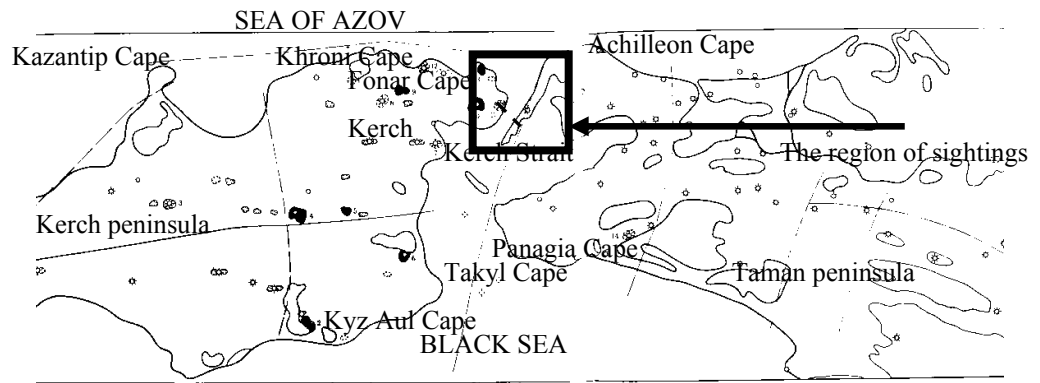 SEA OF AZOV
Kazantip Cape
Khroni Cape
Achilleon Cape
Fonar Cape
Kerch
Kerch Strait
The region of sightings
Kerch peninsula
Panagia Cape
Takyl Cape
Taman peninsula
Kyz Aul Cape
BLACK SEA